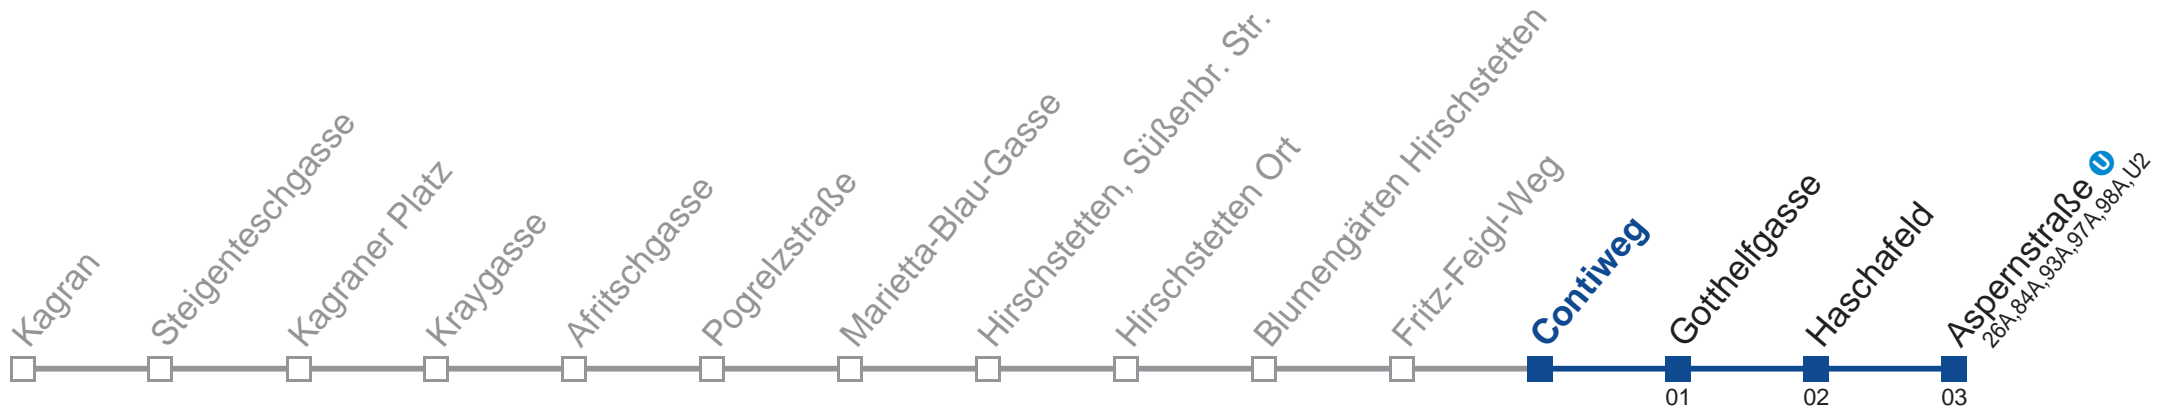 Kagran
Steigenteschgasse
Kagraner Platz
Kraygasse
Afritschgasse
Pogrelzstraße
Marietta-Blau-Gasse
Hirschstetten, Süßenbr. Str.
Hirschstetten Ort
Blumengärten Hirschstetten
Fritz-Feigl-Weg
Contiweg
Gotthelfgasse
Haschafeld
Aspernstraße U
26A,84A,93A,97A,98A,U2
01
02
03